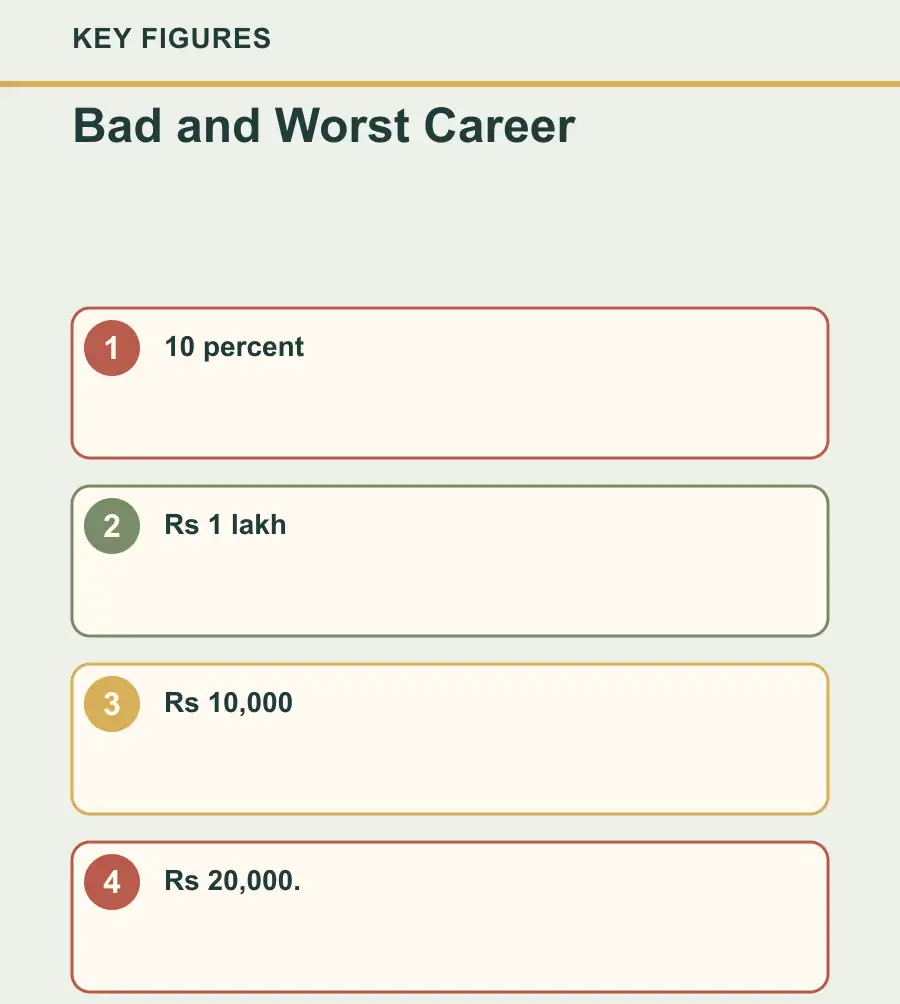 KEY FIGURES
Bad and Worst Career
1 10 percent
2 Rs 1 lakh
3 Rs 10,000
4 Rs 20,000.